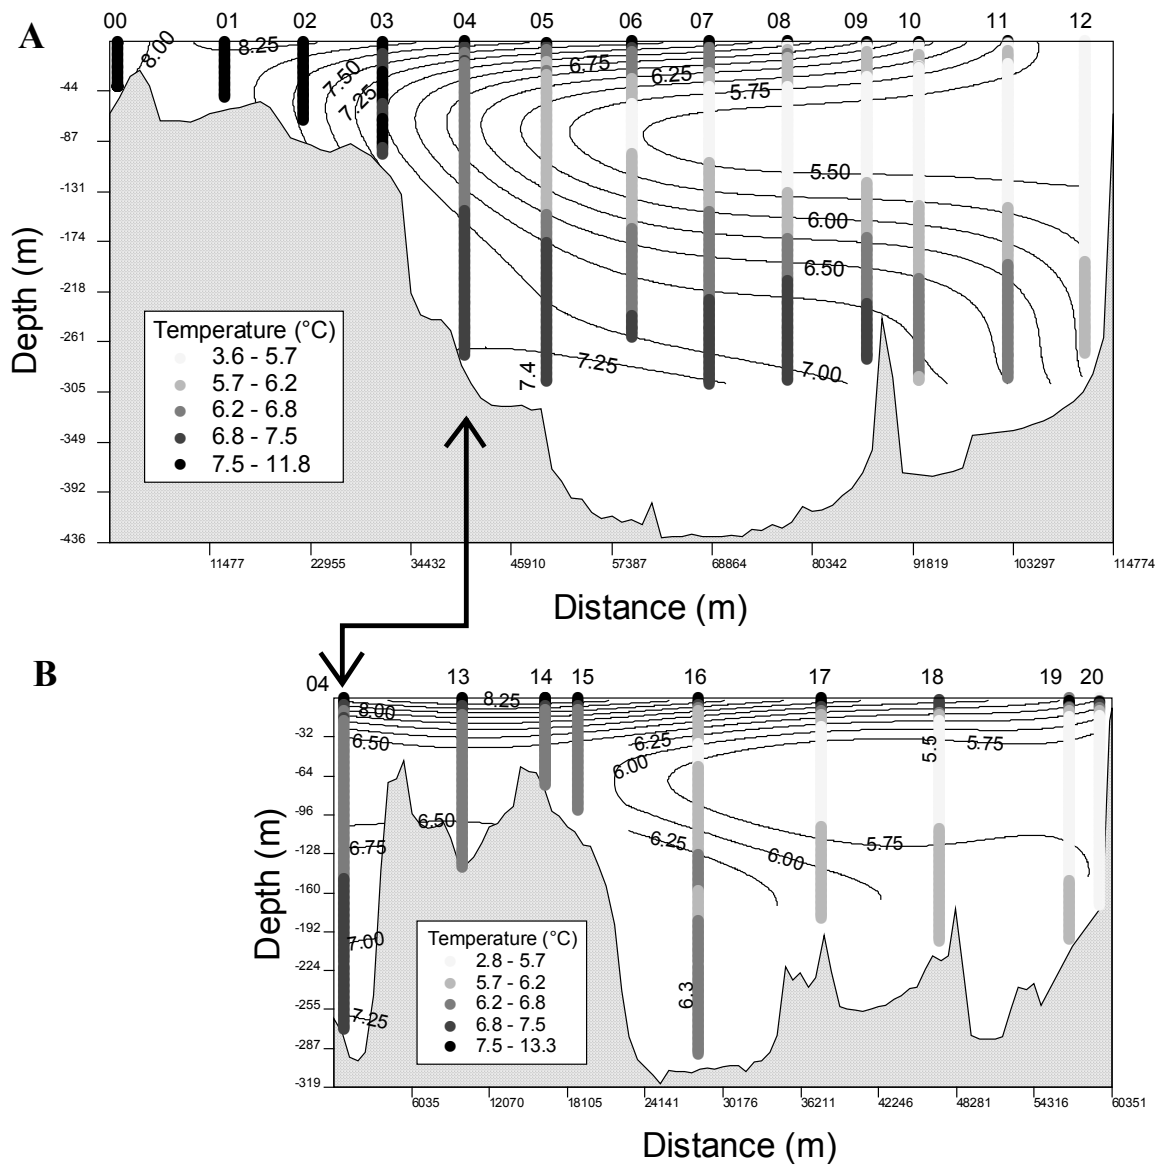 A
00 01 02 03 04 05 06 07 08 09 10 11 12
8.00 8.25 7.50 7.25 6.75 6.25 5.75
5.50
6.00
6.50
7.25 7.00
7.4
-44
-87
-131
-174
-218
-261
-305
-349
-392
-436
Depth (m)
Temperature (°C)
3.6 - 5.7
5.7 - 6.2
6.2 - 6.8
6.8 - 7.5
7.5 - 11.8
11477 22955 34432 45910 57387 68864 80342 91819 103297 114774
Distance (m)
B
04 13 14 15 16 17 18 19 20
8.25
8.00
6.50 6.25 5.5 5.75
6.00
6.50
6.75 6.25 6.00 5.75
7.00
6.3
7.25
-32
-64
-96
-128
-160
-192
-224
-255
-287
-319
Depth (m)
Temperature (°C)
2.8 - 5.7
5.7 - 6.2
6.2 - 6.8
6.8 - 7.5
7.5 - 13.3
6035 12070 18105 24141 30176 36211 42246 48281 54316 60351
Distance (m)